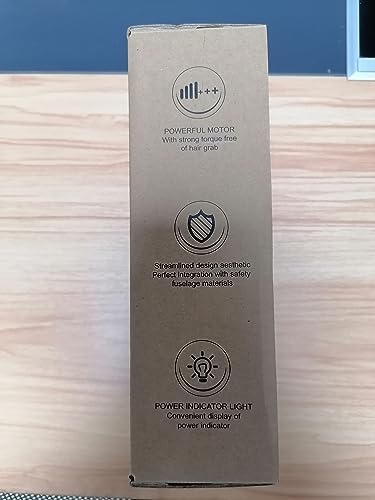 +++
POWERFUL MOTOR
With strong torque free
of hair grab
Streamlined design aesthetic
Perfect integration with safety
fuselage materials
POWER INDICATOR LIGHT
Convenient display of
power indicator